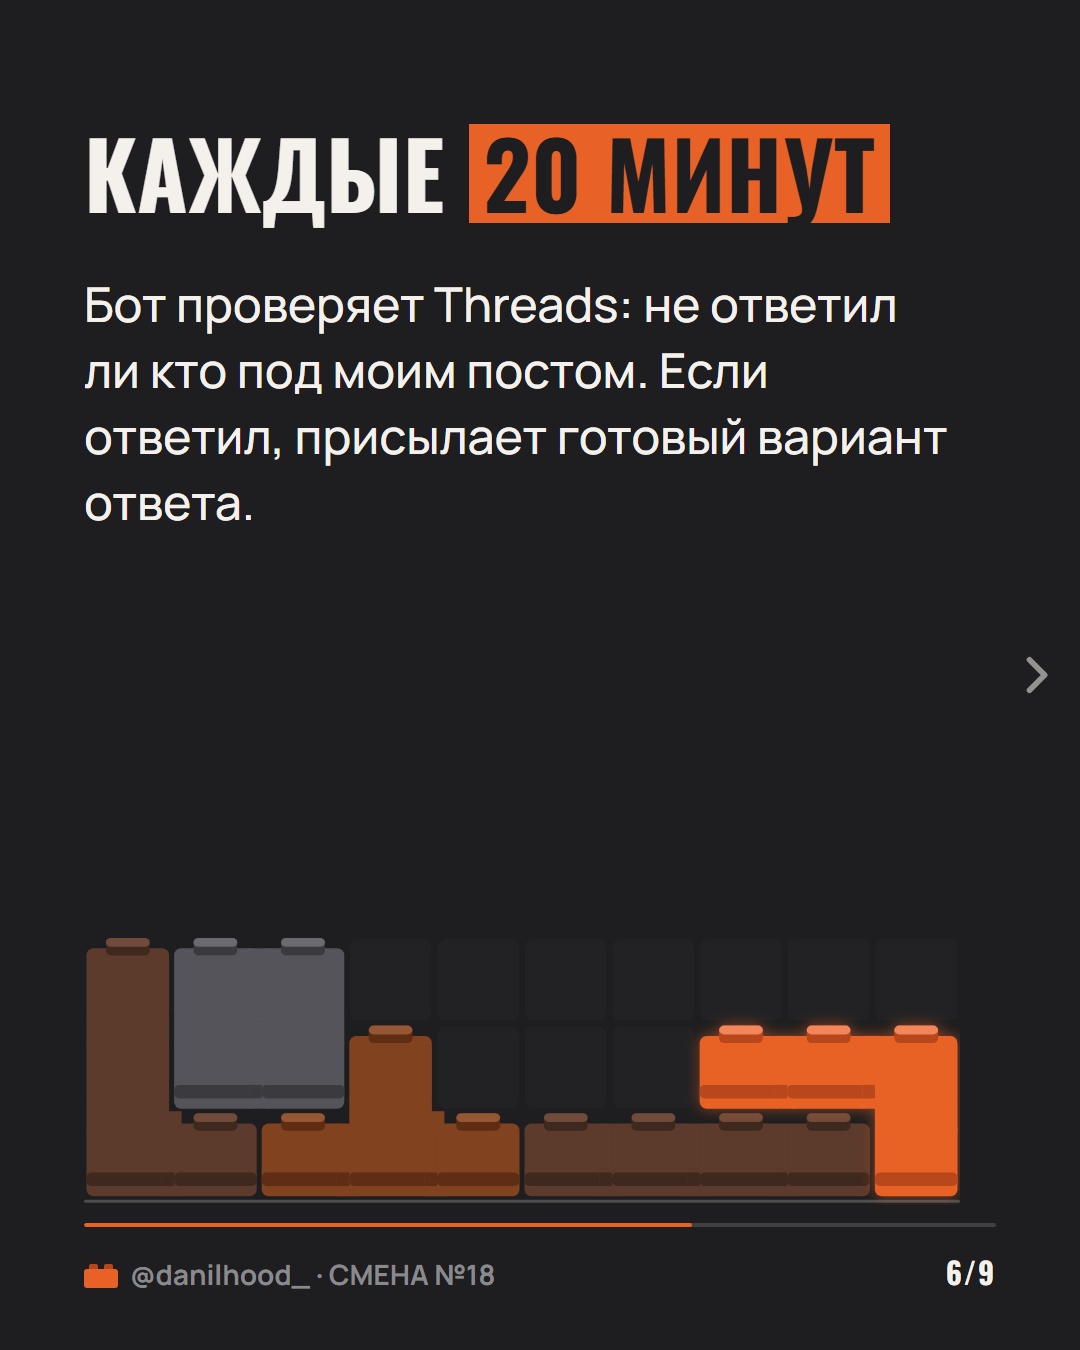 КАЖДЫЕ 20 МИНУТ
Бот проверяет Threads: не ответил
ли кто под моим постом. Если
ответил, присылает готовый вариант
ответа.
@danilhood_ · СМЕНА №18
6/9